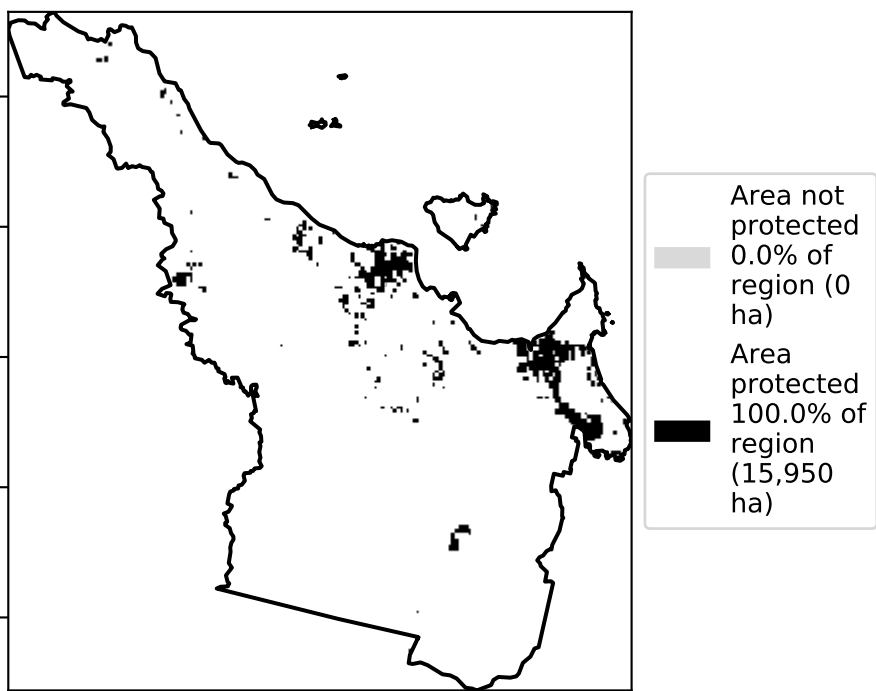 Area not
protected
0.0% of
region (0
ha)
Area
protected
100.0% of
region
(15,950
ha)